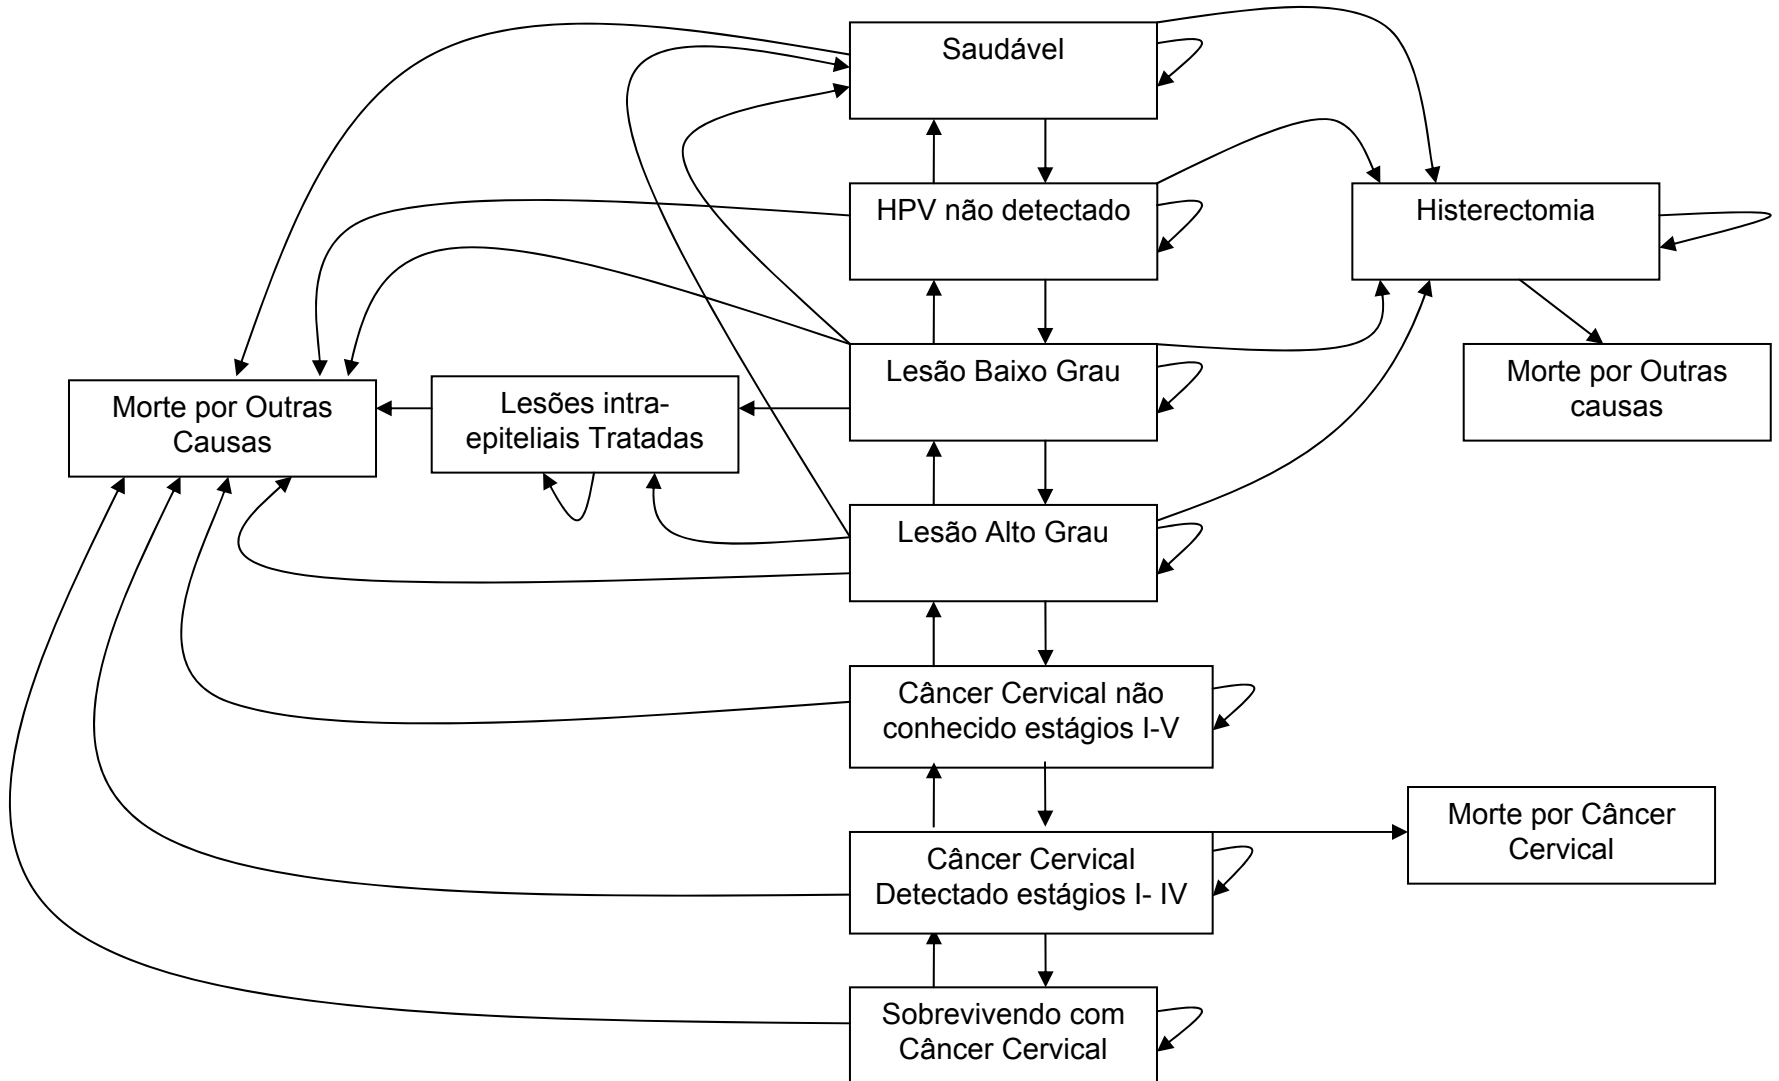 Saudável
HPV não detectado
Histerectomia
Lesão Baixo Grau
Morte por Outras
causas
Morte por Outras
Causas
Lesões intra-
epiteliais Tratadas
Lesão Alto Grau
Câncer Cervical não
conhecido estágios I-V
Morte por Câncer
Cervical
Câncer Cervical
Detectado estágios I- IV
Sobrevivendo com
Câncer Cervical